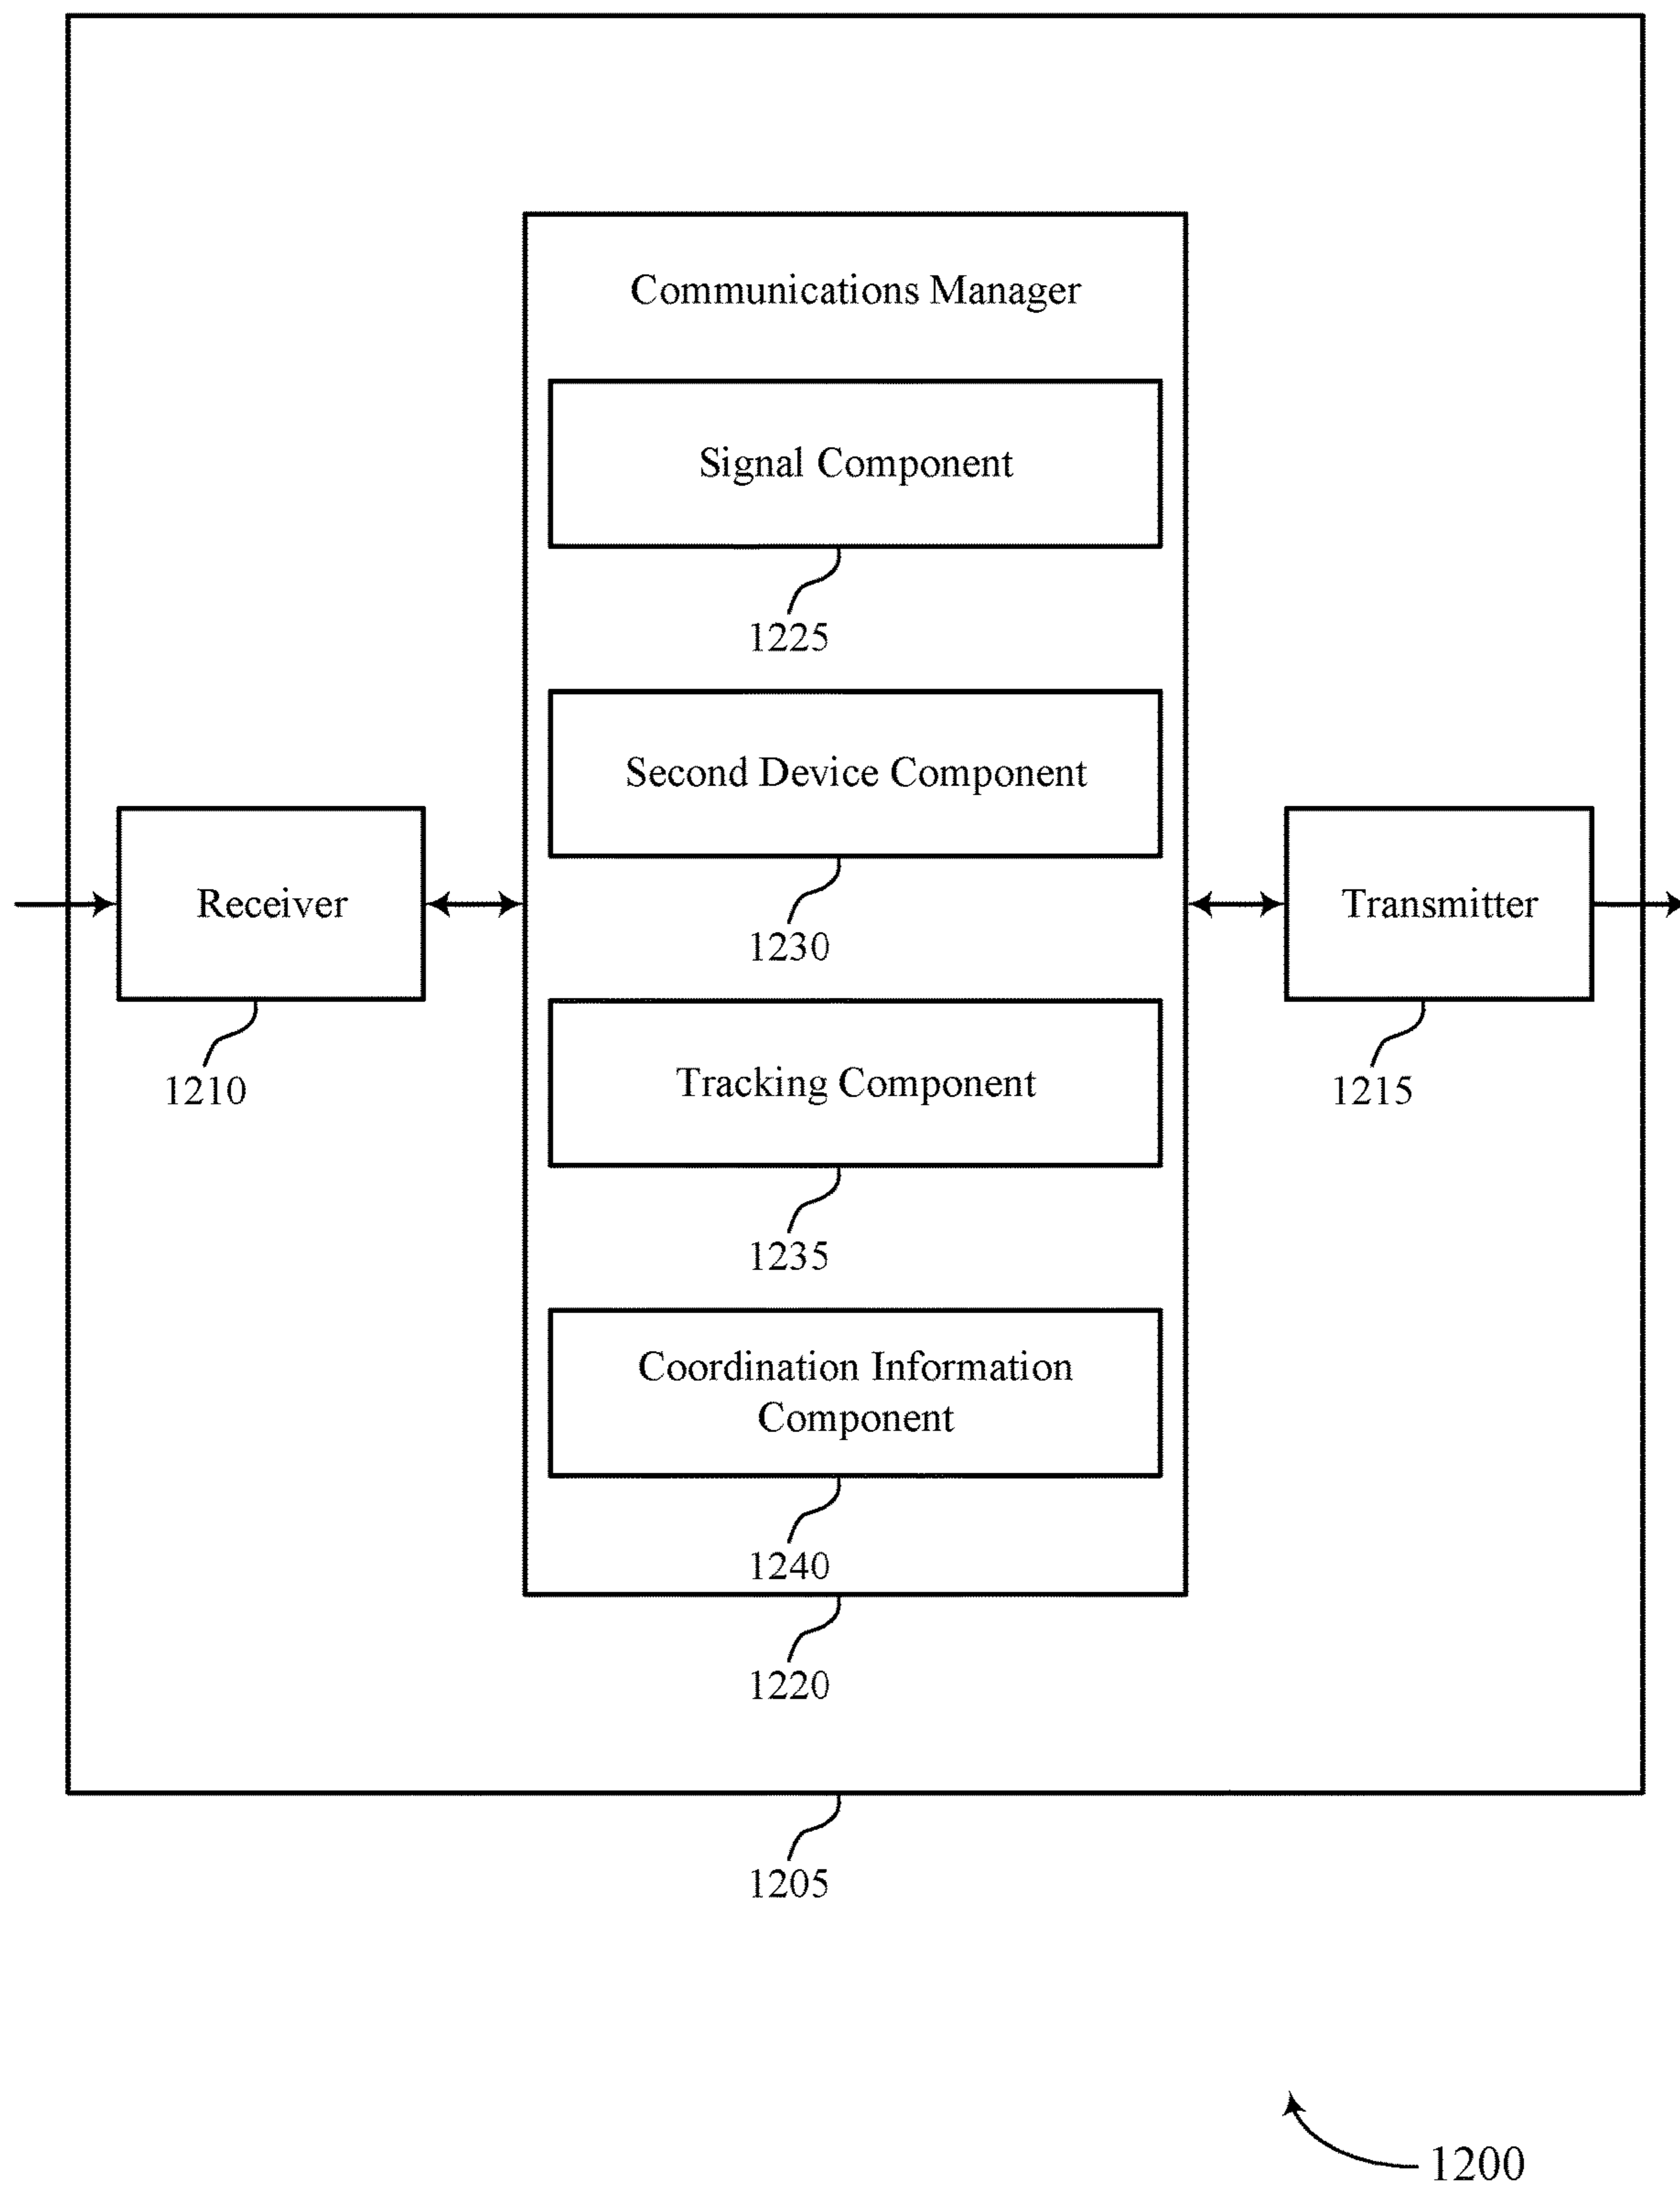 Communications Manager
Signal Component
1225
Second Device Component
1230
Receiver
1210
Transmitter
1215
Tracking Component
1235
Coordination Information
Component
1240
1220
1205
1200